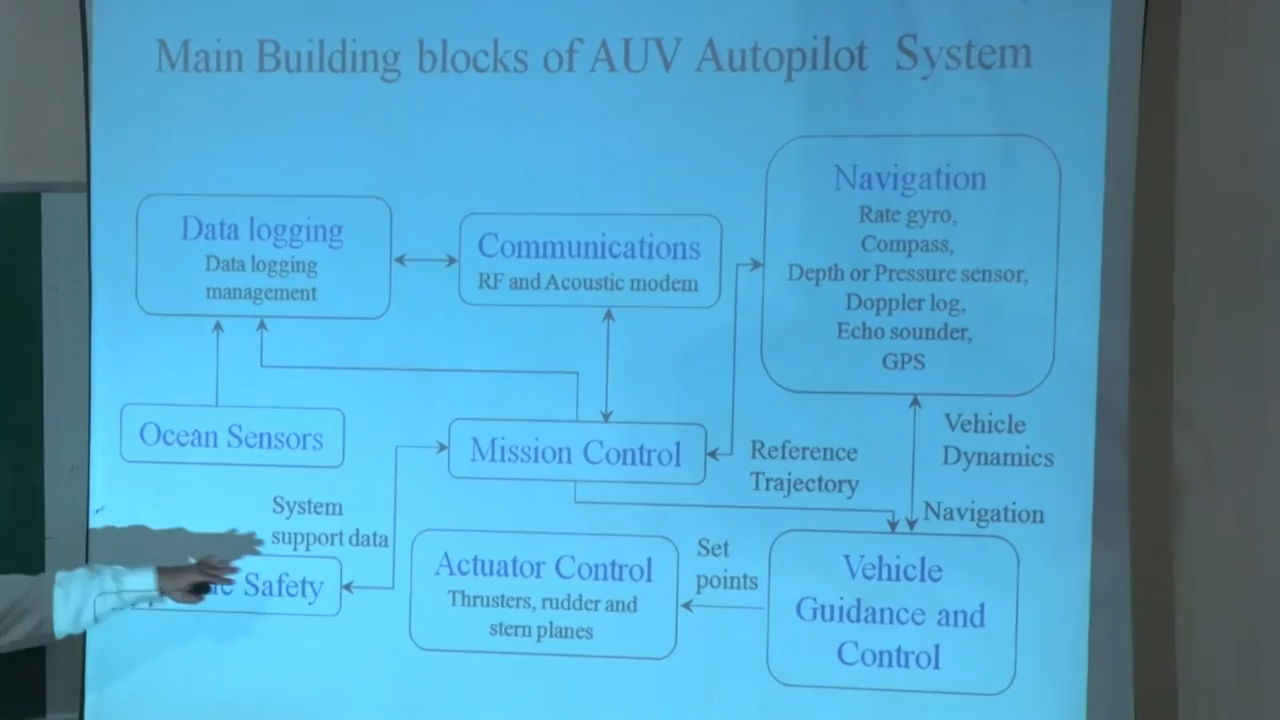 Main Building blocks of AUV Autopilot System
Data logging
Data logging
management
Communications
RF and Acoustic modem
Navigation
Rate gyro,
Compass,
Depth or Pressure sensor,
Doppler log,
Echo sounder,
GPS
Ocean Sensors
Mission Control
Reference
Trajectory
Vehicle
Dynamics
Navigation
System
support data
Safety
Actuator Control
Thrusters, rudder and
stern planes
Set
points
Vehicle
Guidance and
Control